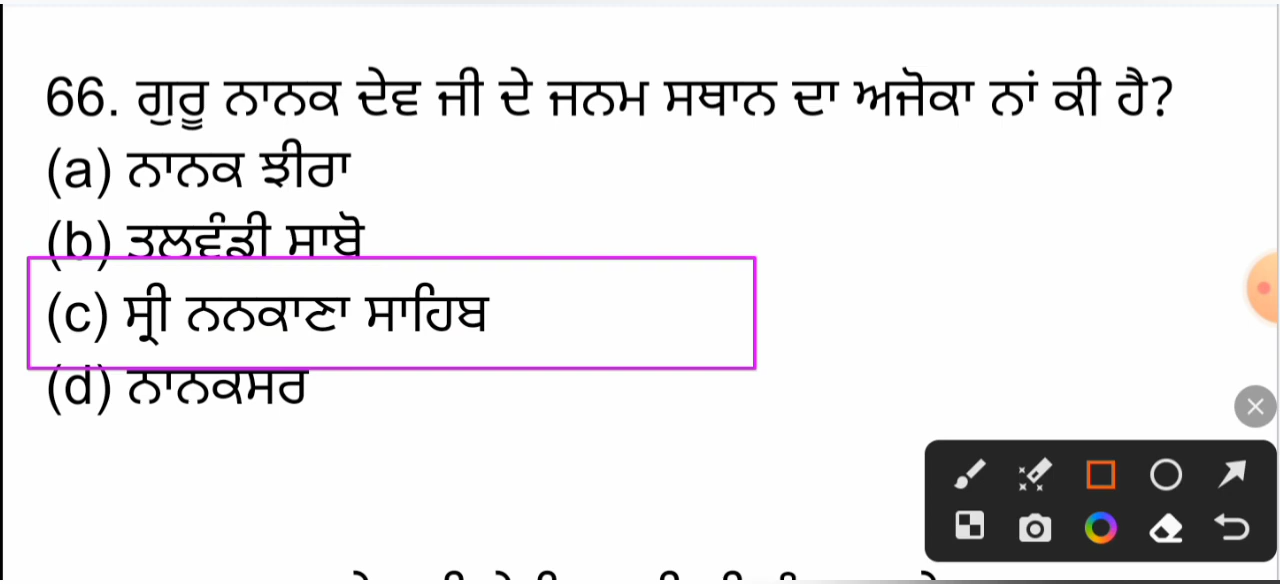 66. ਗੁਰੂ ਨਾਨਕ ਦੇਵ ਜੀ ਦੇ ਜਨਮ ਸਥਾਨ ਦਾ ਅਜੋਕਾ ਨਾਂ ਕੀ ਹੈ?
(a) ਨਾਨਕ ਝੀਰਾ
(b) ਤਲਵੰਡੀ ਸਾਬੋ
(c) ਸ੍ਰੀ ਨਨਕਾਣਾ ਸਾਹਿਬ
(d) ਨਾਨਕਸਰ